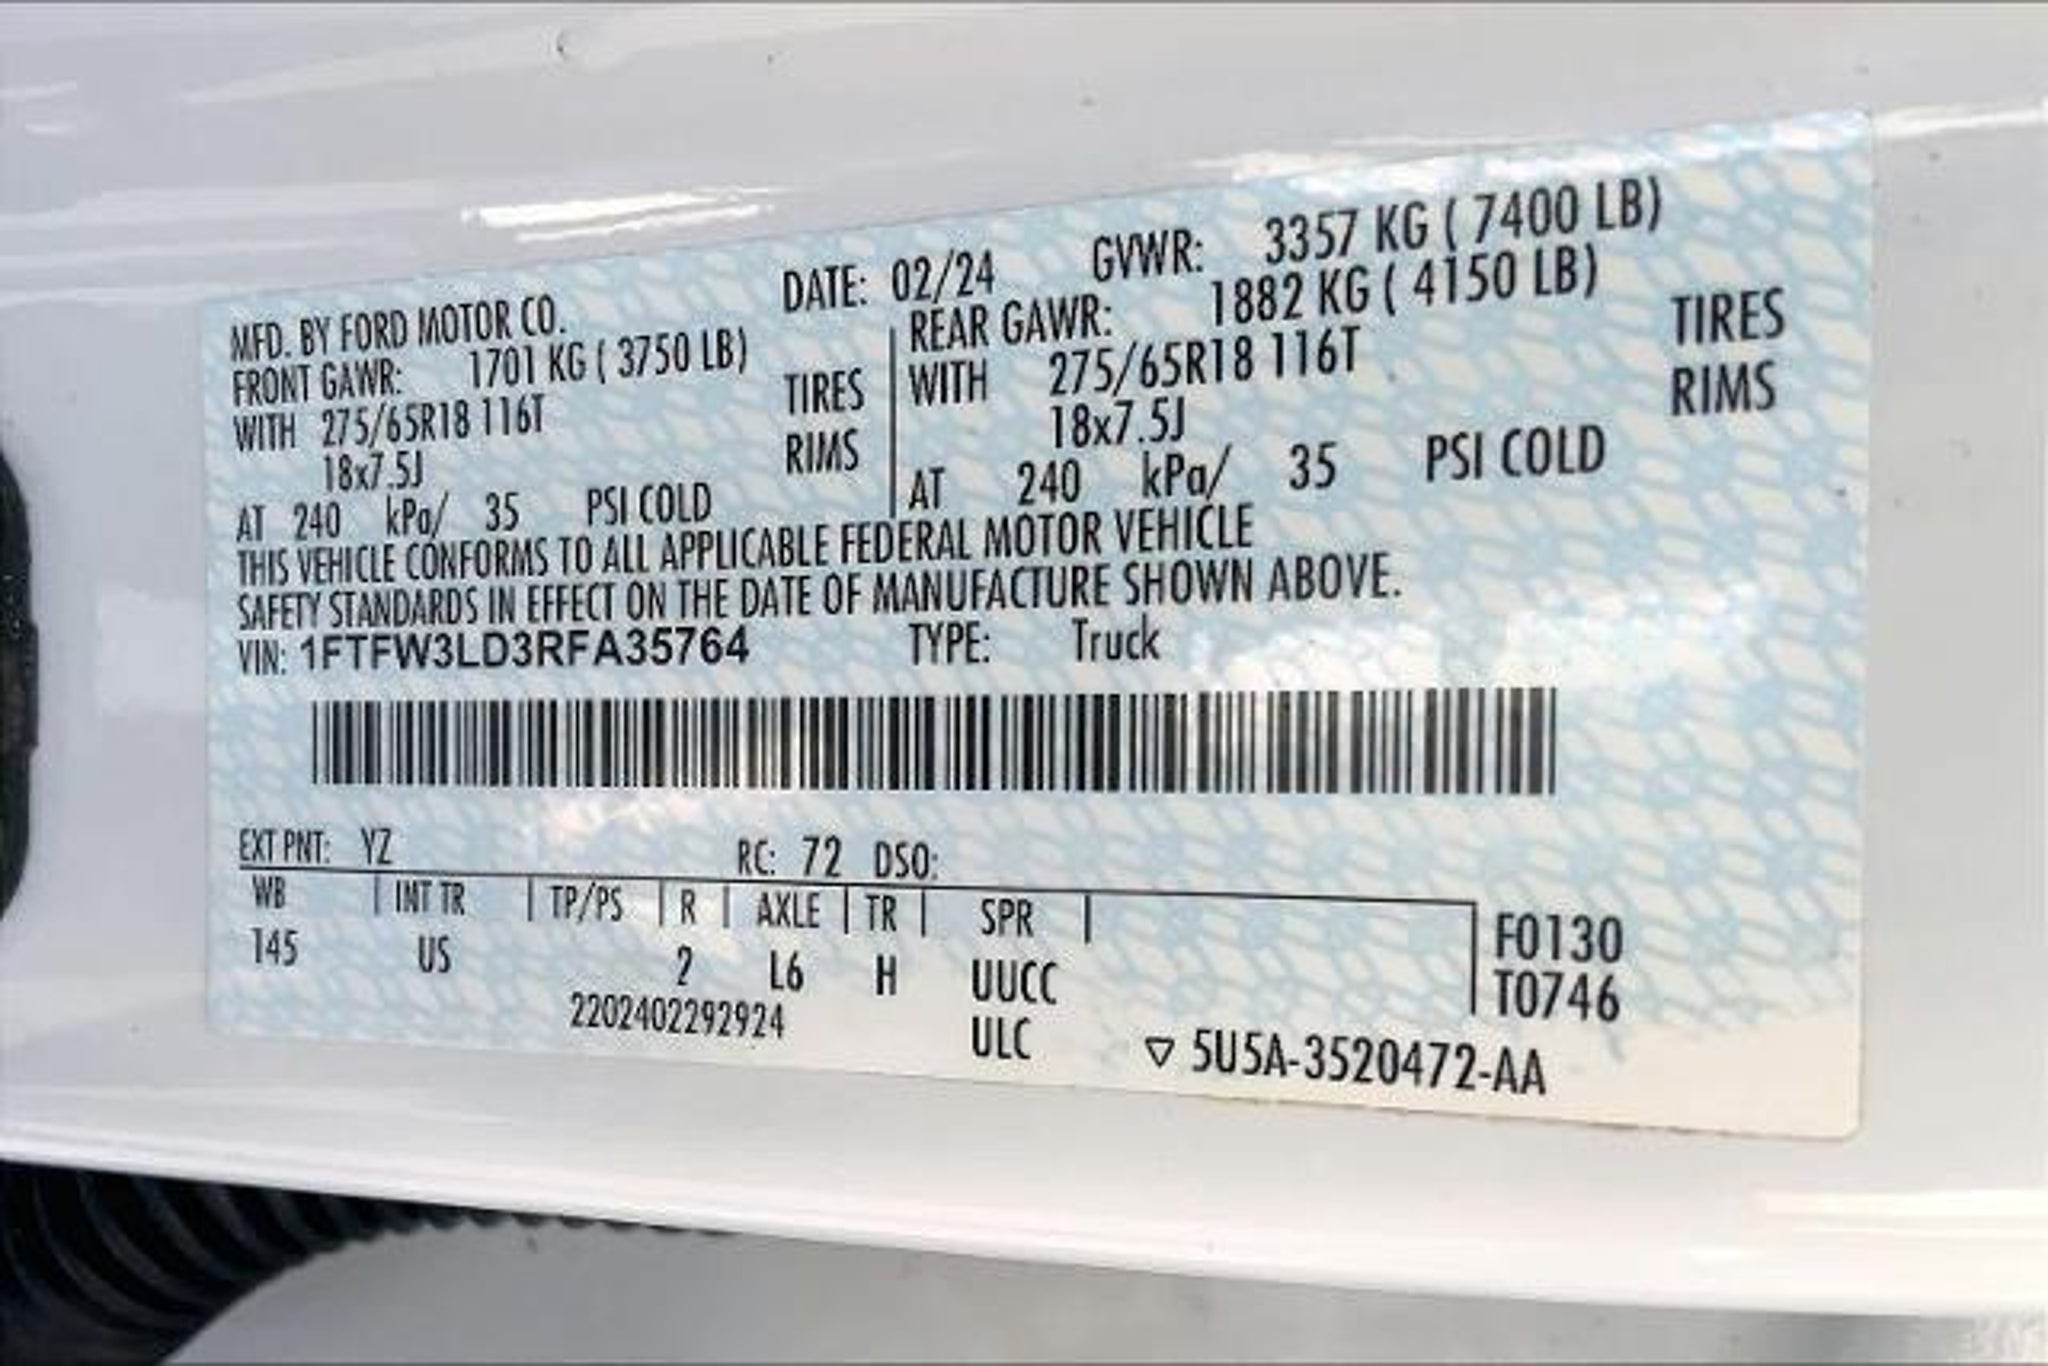 MFD. BY FORD MOTOR CO. DATE: 02/24 GVWR: 3357 KG ( 7400 LB)
FRONT GAWR: 1701 KG ( 3750 LB) REAR GAWR: 1882 KG ( 4150 LB)
WITH 275/65R18 116T TIRES WITH 275/65R18 116T TIRES
18x7.5J RIMS 18x7.5J RIMS
AT 240 kPa/ 35 PSI COLD AT 240 kPa/ 35 PSI COLD
THIS VEHICLE CONFORMS TO ALL APPLICABLE FEDERAL MOTOR VEHICLE
SAFETY STANDARDS IN EFFECT ON THE DATE OF MANUFACTURE SHOWN ABOVE.
VIN: 1FTFW3LD3RFA35764 TYPE: Truck
EXT PNT: YZ RC: 72 DSO:
WB INT TR TP/PS R AXLE TR SPR F0130
145 US 2 L6 H UUCC T0746
2202402292924 ULC ▽ 5U5A-3520472-AA